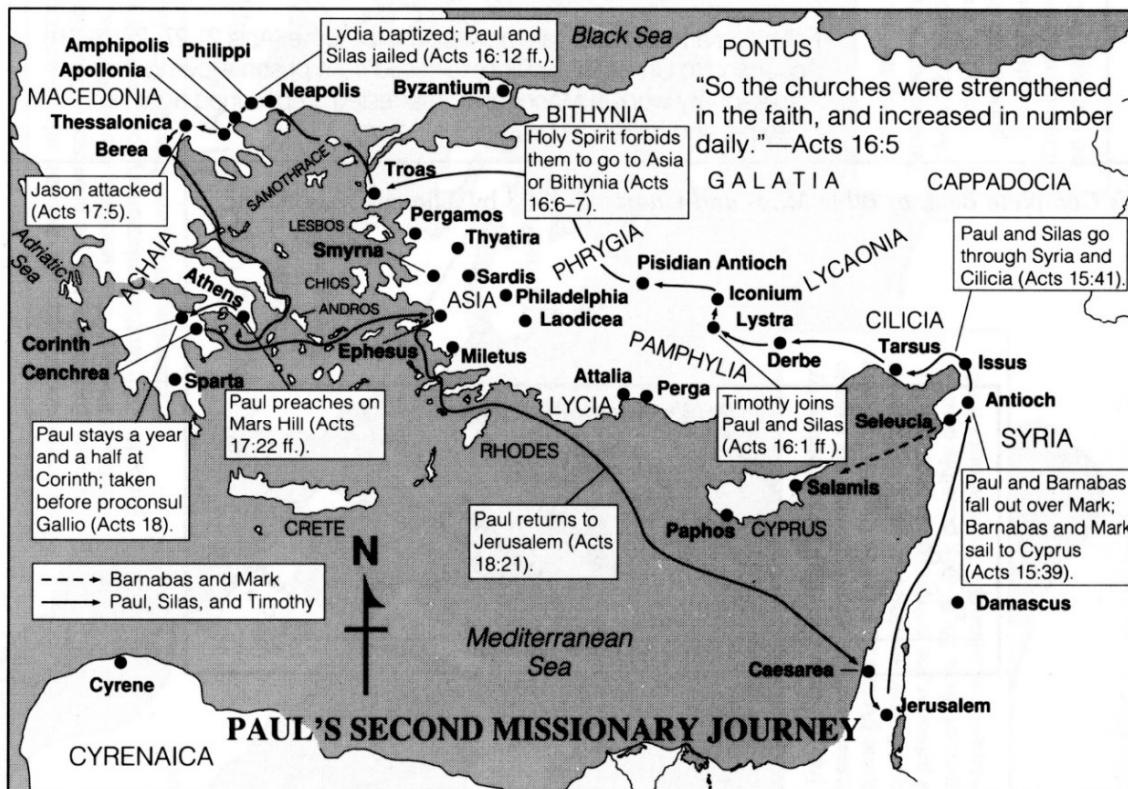 Amphipolis
Philippi
Apollonia
MACEDONIA
Neapolis
Thessalonica
Berea
Lydia baptized; Paul and
Silas jailed (Acts 16:12 ff.).
Black Sea
Byzantium
PONTUS
BITHYNIA
"So the churches were strengthened
in the faith, and increased in number
daily."—Acts 16:5
Holy Spirit forbids
them to go to Asia
or Bithynia (Acts
16:6–7).
GALATIA
CAPPADOCIA
Jason attacked
(Acts 17:5).
SAMOTHRACE
Troas
Pergamos
LESBOS
Thyatira
Smyrna
Sardis
PHRYGIA
Pisidian Antioch
LYCAONIA
Paul and Silas go
through Syria and
Cilicia (Acts 15:41).
Adriatic
Sea
ACHAIA
Athens
CHIOS
ASIA
Philadelphia
Iconium
ANDROS
Laodicea
Lystra
CILICIA
Tarsus
Corinth
Ephesus
Miletus
PAMPHYLIA
Derbe
Issus
Cenchrea
Sparta
Attalia
Perga
LYCIA
Antioch
Seleucia
SYRIA
Paul preaches on
Mars Hill (Acts
17:22 ff.).
Timothy joins
Paul and Silas
(Acts 16:1 ff.).
Paul stays a year
and a half at
Corinth; taken
before proconsul
Gallio (Acts 18).
RHODES
Salamis
Paul and Barnabas
fall out over Mark;
Barnabas and Mark
sail to Cyprus
(Acts 15:39).
CRETE
Paul returns to
Jerusalem (Acts
18:21).
Paphos
CYPRUS
N
Barnabas and Mark
Paul, Silas, and Timothy
Damascus
Mediterranean
Sea
Caesarea
Cyrene
Jerusalem
PAUL'S SECOND MISSIONARY JOURNEY
CYRENAICA